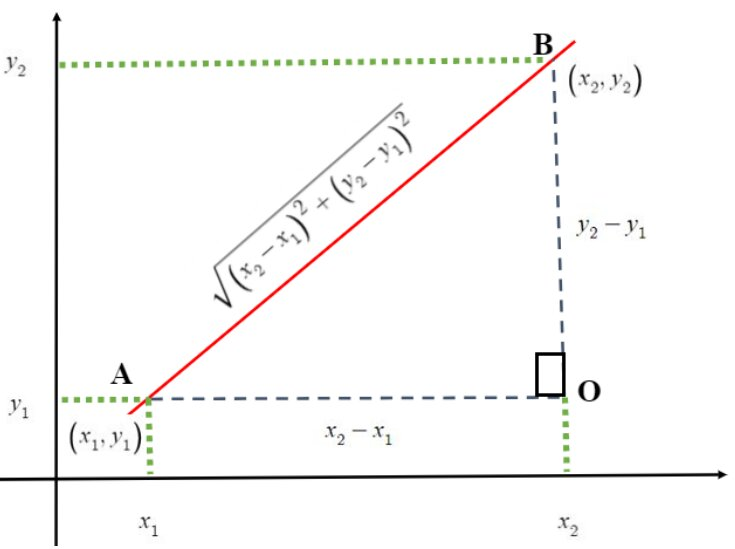 B
y₂
(x₂, y₂)
√((x₂ − x₁)² + (y₂ − y₁)²)
y₂ − y₁
A
O
y₁
(x₁, y₁)
x₂ − x₁
x₁
x₂